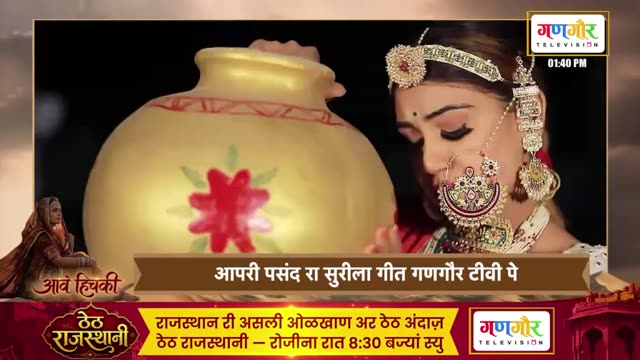 गणगौर
TELEVISION
01:40 PM
आपरी पसंद रा सुरीला गीत गणगौर टीवी पे
आवे हिचकी
ठेठ
राजस्थानी
राजस्थान री असली ओळखाण अर ठेठ अंदाज़
ठेठ राजस्थानी – रोजीना रात 8:30 बज्यां स्यु
गणगौर
TELEVISION